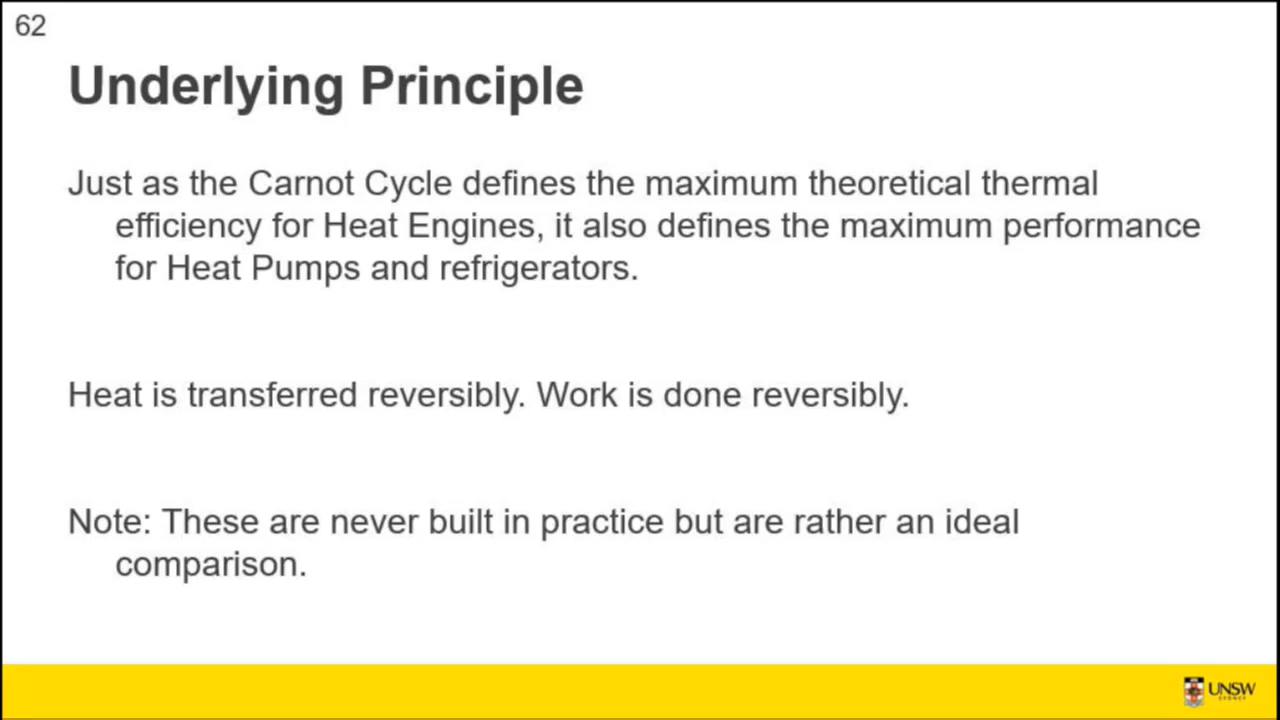 62
Underlying Principle
Just as the Carnot Cycle defines the maximum theoretical thermal
efficiency for Heat Engines, it also defines the maximum performance
for Heat Pumps and refrigerators.
Heat is transferred reversibly. Work is done reversibly.
Note: These are never built in practice but are rather an ideal
comparison.
UNSW
SYDNEY